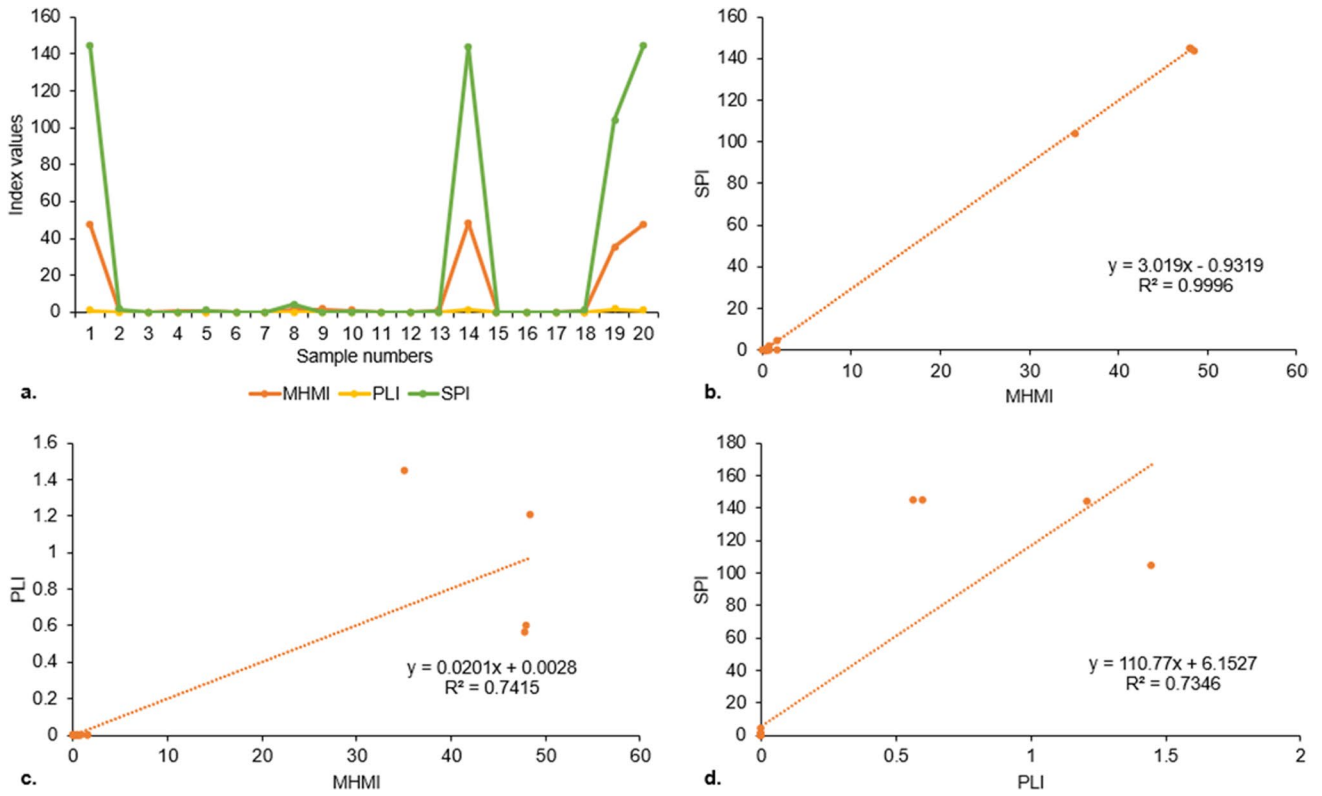 160
140
120
100
80
60
40
20
0
Index values
1 2 3 4 5 6 7 8 9 10 11 12 13 14 15 16 17 18 19 20
Sample numbers
MHMI PLI SPI
a.
160
140
120
100
80
60
40
20
0
SPI
y = 3.019x - 0.9319
R² = 0.9996
0 10 20 30 40 50 60
MHMI
b.
1.6
1.4
1.2
1
0.8
0.6
0.4
0.2
0
PLI
y = 0.0201x + 0.0028
R² = 0.7415
0 10 20 30 40 50 60
MHMI
c.
180
160
140
120
100
80
60
40
20
0
SPI
y = 110.77x + 6.1527
R² = 0.7346
0 0.5 1 1.5 2
PLI
d.